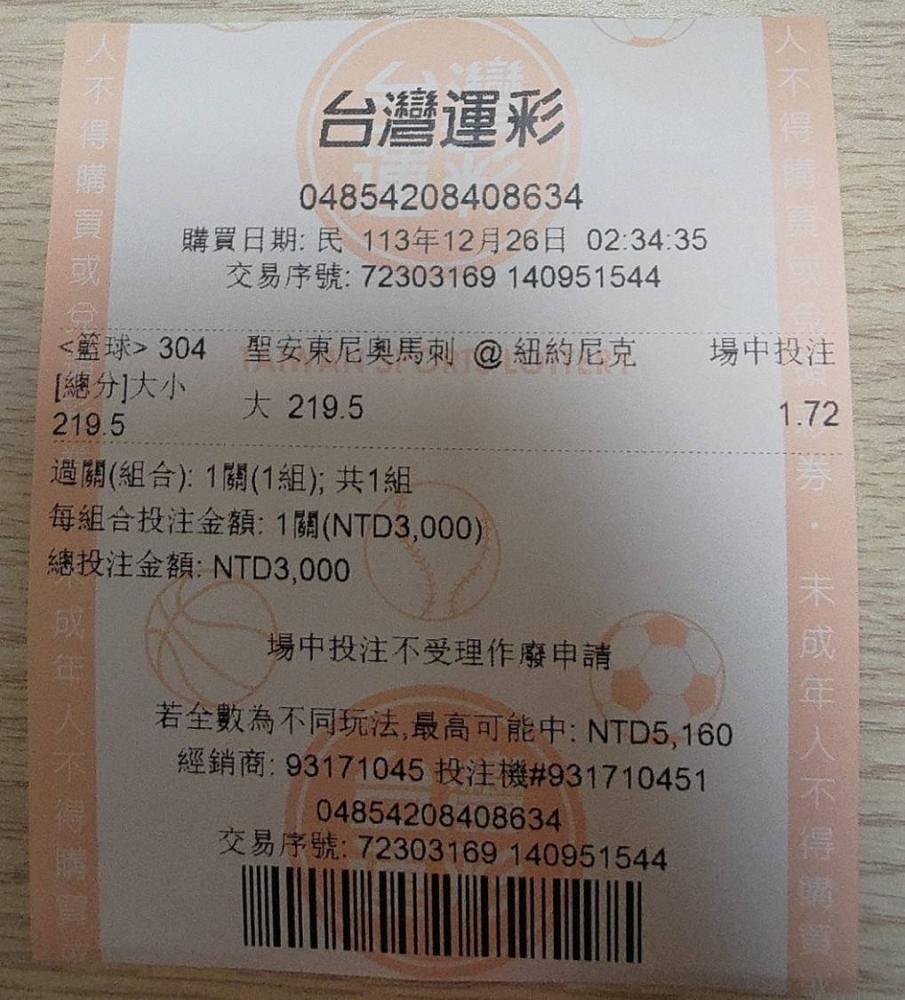 台灣運彩
04854208408634
購買日期: 民 113年12月26日 02:34:35
交易序號: 72303169 140951544
<籃球> 304 聖安東尼奧馬刺 @ 紐約尼克 場中投注
TAIWAN SPORTS LOTTERY
[總分]大小
219.5
大 219.5
1.72
過關(組合): 1關(1組); 共1組
每組合投注金額: 1關(NTD3,000)
總投注金額: NTD3,000
場中投注不受理作廢申請
若全數為不同玩法,最高可能中: NTD5,160
經銷商: 93171045 投注機#931710451
04854208408634
交易序號: 72303169 140951544
人不得購買或兌
成年人不得購買
人不得購買或
券・未成年人不得購買或